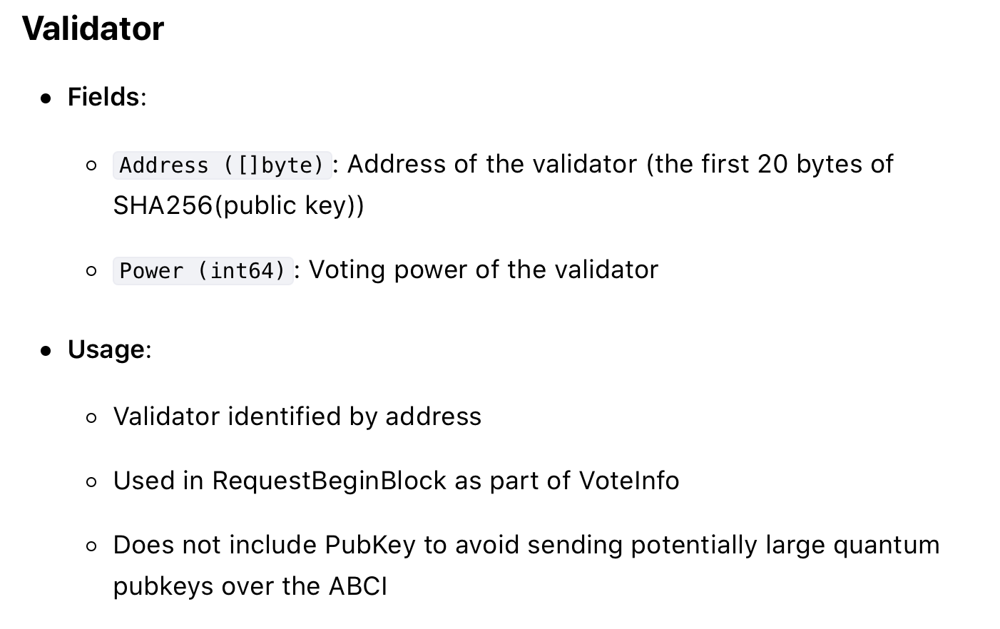 Validator
Fields:
Address ([]byte): Address of the validator (the first 20 bytes of
SHA256(public key))
Power (int64): Voting power of the validator
Usage:
Validator identified by address
Used in RequestBeginBlock as part of VoteInfo
Does not include PubKey to avoid sending potentially large quantum
pubkeys over the ABCI